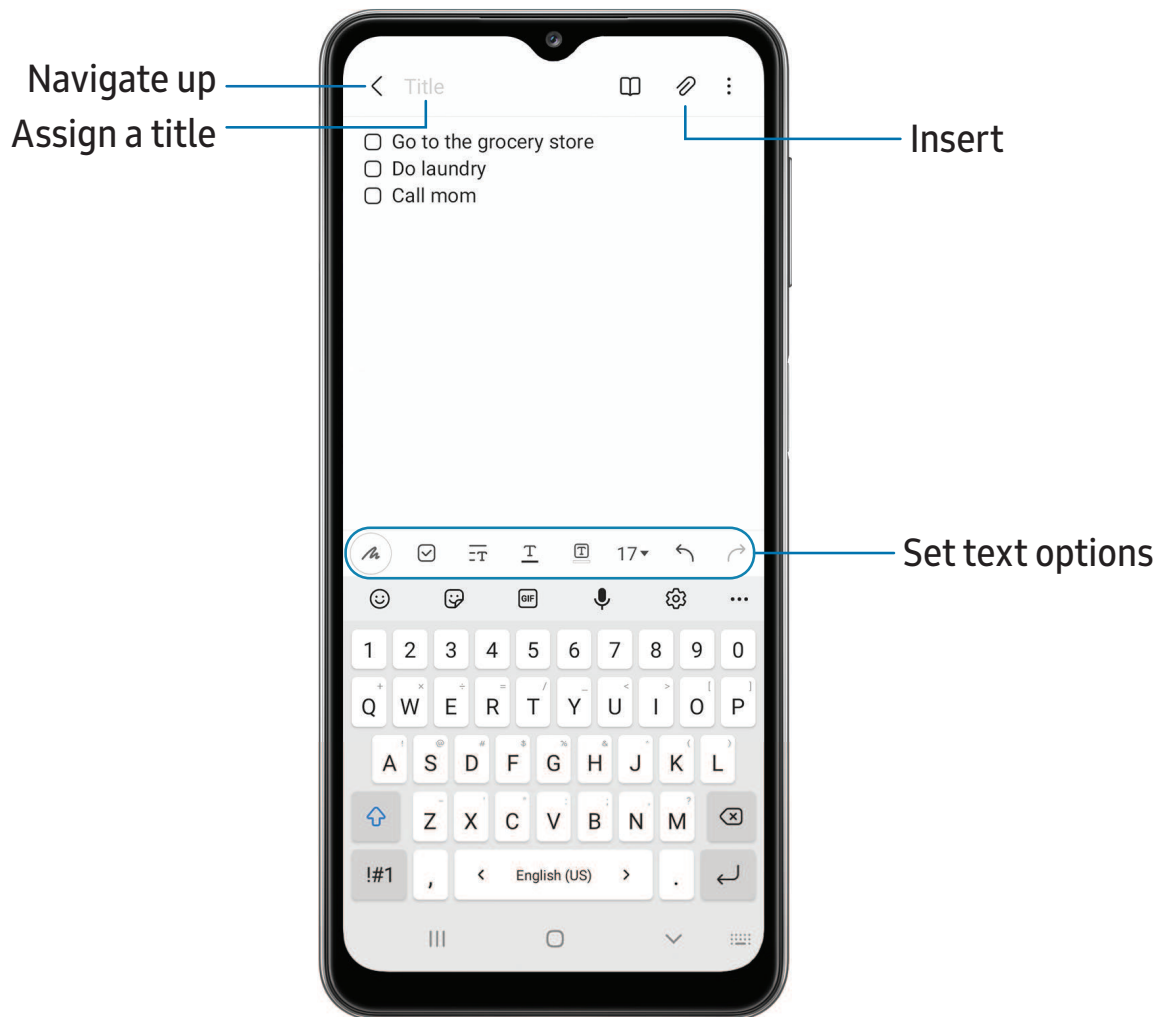 Navigate up
Title
Assign a title
Insert
Go to the grocery store
Do laundry
Call mom
T T T 17
Set text options
GIF
1 2 3 4 5 6 7 8 9 0
+ × ÷ = / _ < > [ ]
Q W E R T Y U I O P
! @ # $ % & ^ * ( )
A S D F G H J K L
Z X C V B N M ?
!#1 , < English (US) > .